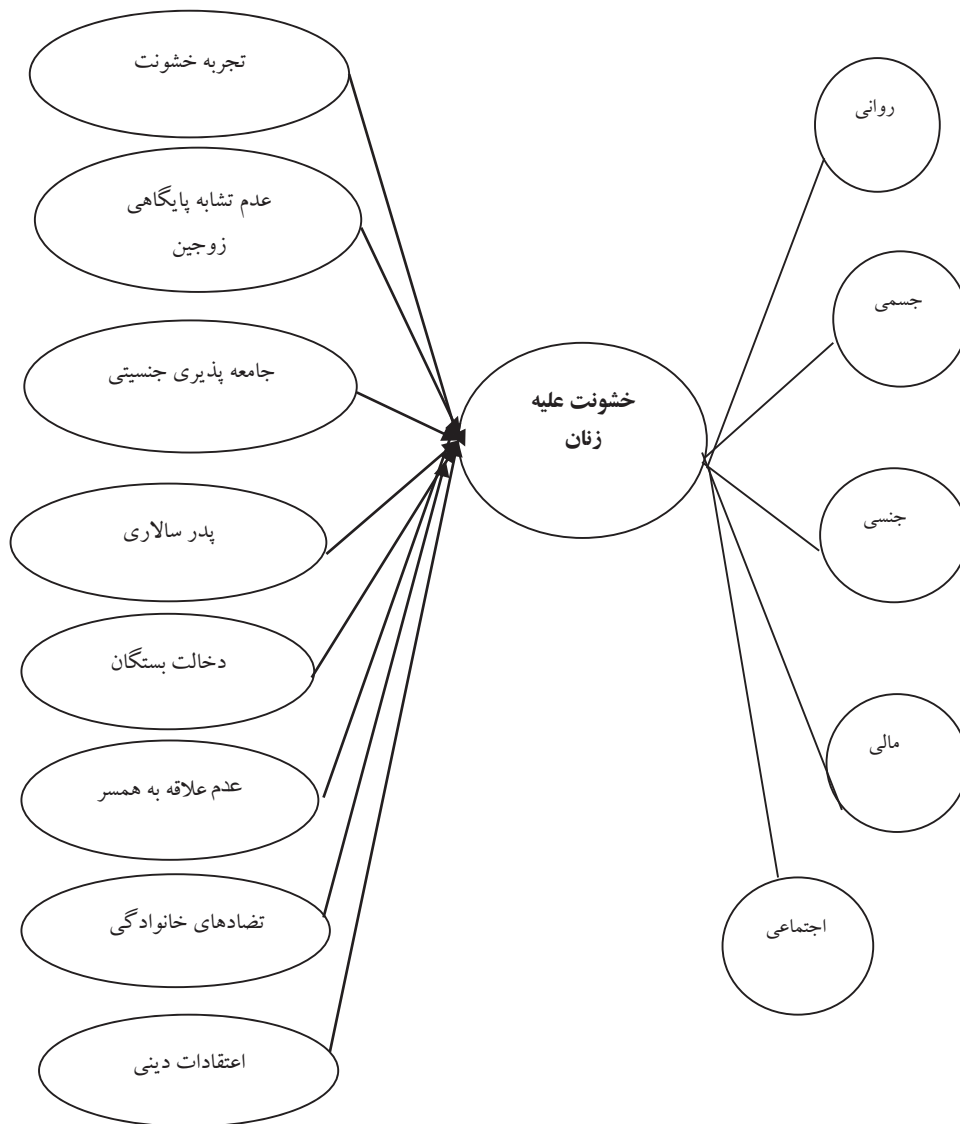 تجربه خشونت
عدم تشابه پایگاهی
زوجین
جامعه پذیری جنسیتی
پدر سالاری
دخالت بستگان
عدم علاقه به همسر
تضادهای خانوادگی
اعتقادات دینی
خشونت علیه
زنان
روانی
جسمی
جنسی
مالی
اجتماعی